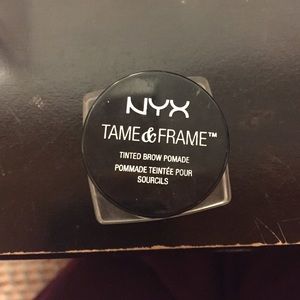 NYX
TAME&FRAME™
TINTED BROW POMADE
POMMADE TEINTÉE POUR
SOURCILS